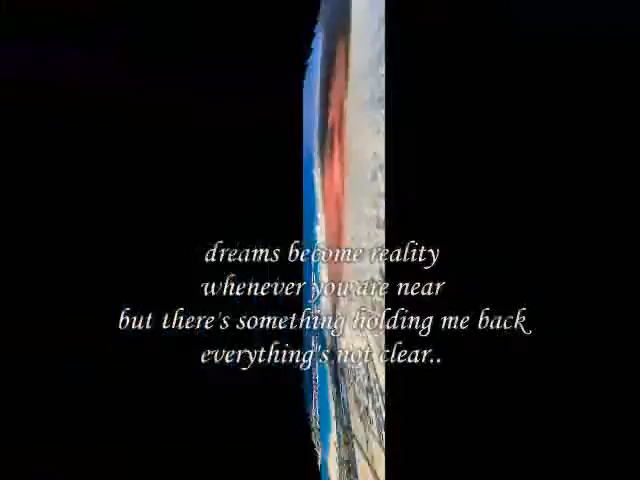 dreams become reality
whenever you are near
but there's something holding me back
everything's not clear..